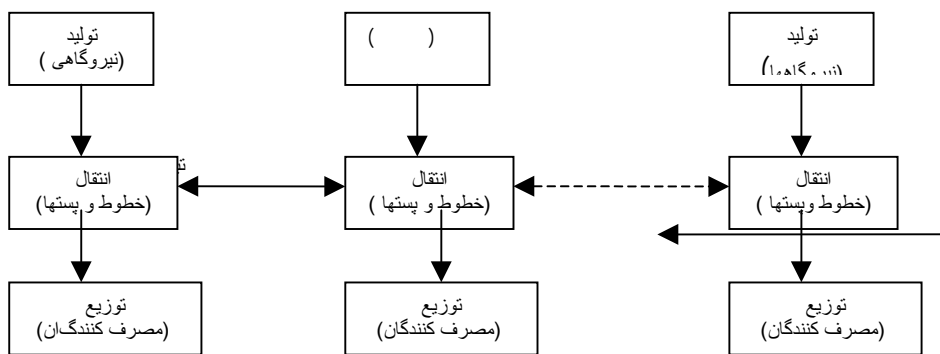 تولید
(نیروگاهها)
(        )
تولید
(نیروگاهی )
انتقال
(خطوط وپستها )
انتقال
(خطوط و پستها )
انتقال
(خطوط و پستها)
توزیع
(مصرف کنندگان)
توزیع
(مصرف کنندگان)
توزیع
(مصرف کنندگان)